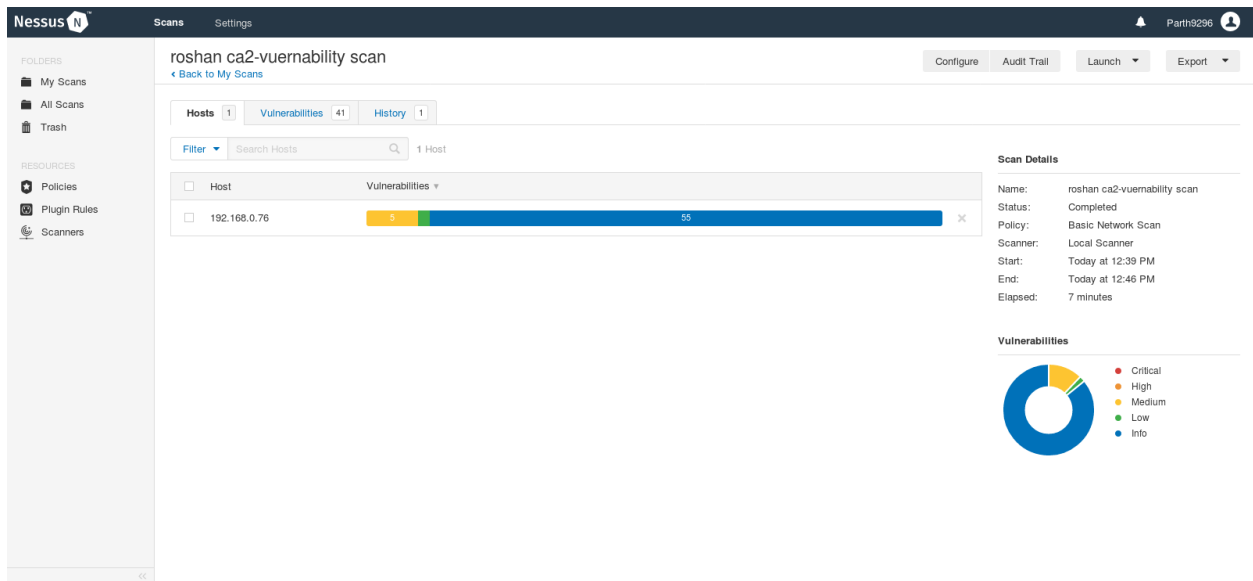 Nessus N ™ Scans Settings Parth9296
FOLDERS
My Scans
All Scans
Trash
RESOURCES
Policies
Plugin Rules
Scanners
«
roshan ca2-vuernability scan
‹ Back to My Scans
Configure Audit Trail Launch Export
Hosts 1 Vulnerabilities 41 History 1
Filter Search Hosts 1 Host
Host Vulnerabilities
192.168.0.76 5 55
Scan Details
Name: roshan ca2-vuernability scan
Status: Completed
Policy: Basic Network Scan
Scanner: Local Scanner
Start: Today at 12:39 PM
End: Today at 12:46 PM
Elapsed: 7 minutes
Vulnerabilities
Critical
High
Medium
Low
Info